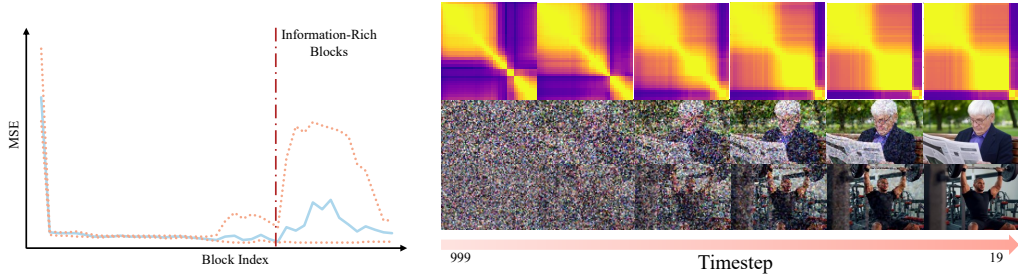 Information-Rich
Blocks
MSE
Block Index
999
19
Timestep